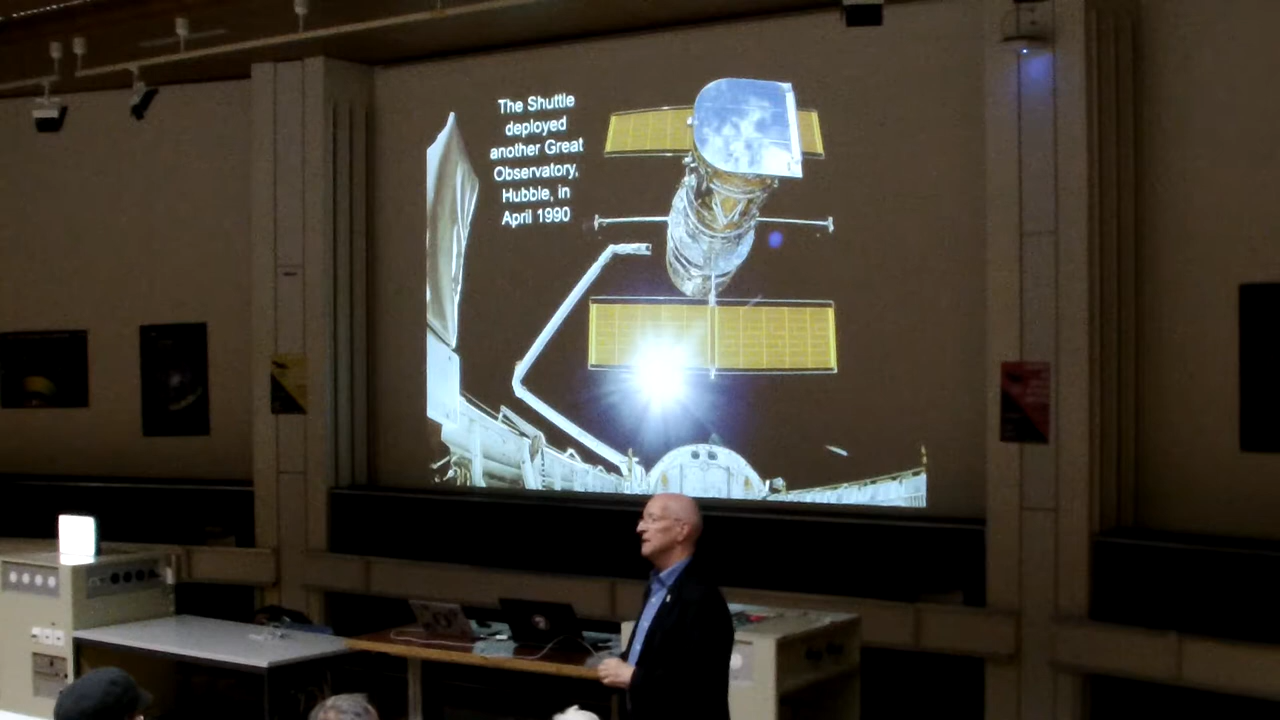 The Shuttle
deployed
another Great
Observatory,
Hubble, in
April 1990